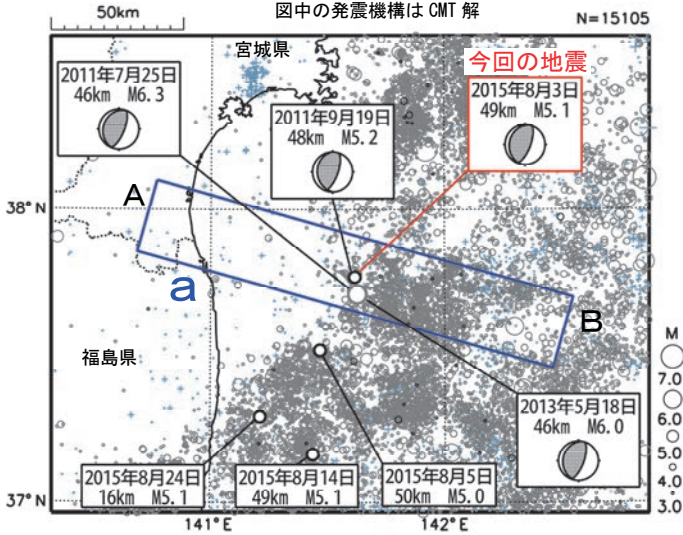 50km
図中の発震機構は CMT 解
N=15105
宮城県
今回の地震
2011年7月25日
46km M6.3
2011年9月19日
48km M5.2
2015年8月3日
49km M5.1
38°N
A
a
B
福島県
M
7.0
6.0
5.0
4.0
3.0
2013年5月18日
46km M6.0
2015年8月24日
16km M5.1
2015年8月14日
49km M5.1
2015年8月5日
50km M5.0
37°N
141°E
142°E